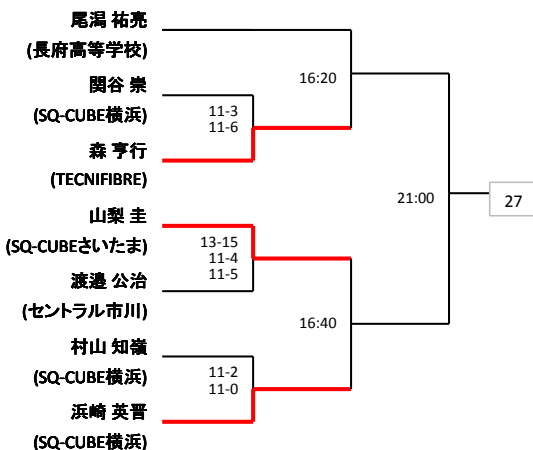 尾潟 祐亮
(長府高等学校)
関谷 崇
(SQ-CUBE横浜)
森 亨行
(TECNIFIBRE)
山梨 圭
(SQ-CUBEさいたま)
渡邉 公治
(セントラル市川)
村山 知嶺
(SQ-CUBE横浜)
浜崎 英晋
(SQ-CUBE横浜)
11-3
11-6
13-15
11-4
11-5
11-2
11-0
16:20
16:40
21:00
27